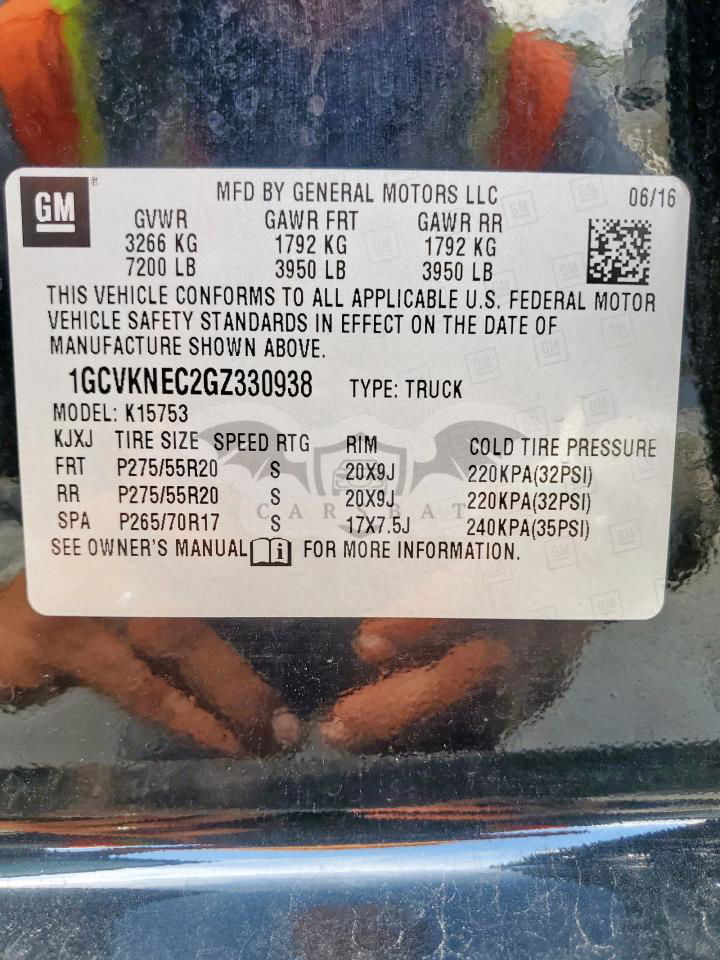 GM
MFD BY GENERAL MOTORS LLC 06/16
GVWR GAWR FRT GAWR RR
3266 KG 1792 KG 1792 KG
7200 LB 3950 LB 3950 LB
THIS VEHICLE CONFORMS TO ALL APPLICABLE U.S. FEDERAL MOTOR
VEHICLE SAFETY STANDARDS IN EFFECT ON THE DATE OF
MANUFACTURE SHOWN ABOVE.
1GCVKNEC2GZ330938 TYPE: TRUCK
MODEL: K15753
KJXJ TIRE SIZE SPEED RTG RIM COLD TIRE PRESSURE
FRT P275/55R20 S 20X9J 220KPA(32PSI)
RR P275/55R20 S 20X9J 220KPA(32PSI)
CARSBAT
SPA P265/70R17 S 17X7.5J 240KPA(35PSI)
SEE OWNER'S MANUAL i FOR MORE INFORMATION.